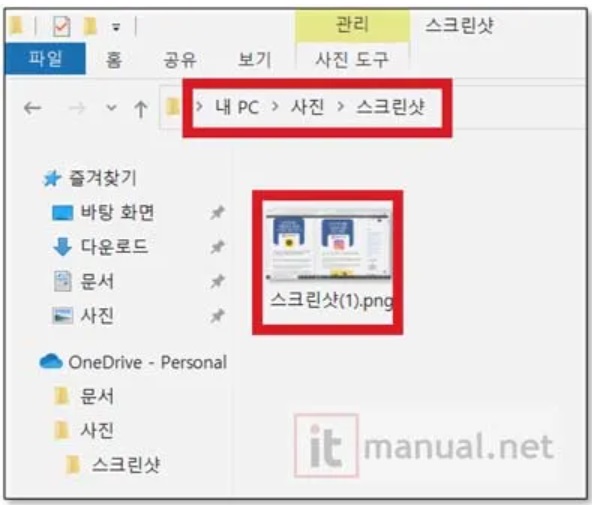 관리 스크린샷
파일 홈 공유 보기 사진 도구
내 PC > 사진 > 스크린샷
즐겨찾기
바탕 화면
다운로드
문서
사진
스크린샷(1).png
OneDrive - Personal
문서
사진
스크린샷
it manual.net